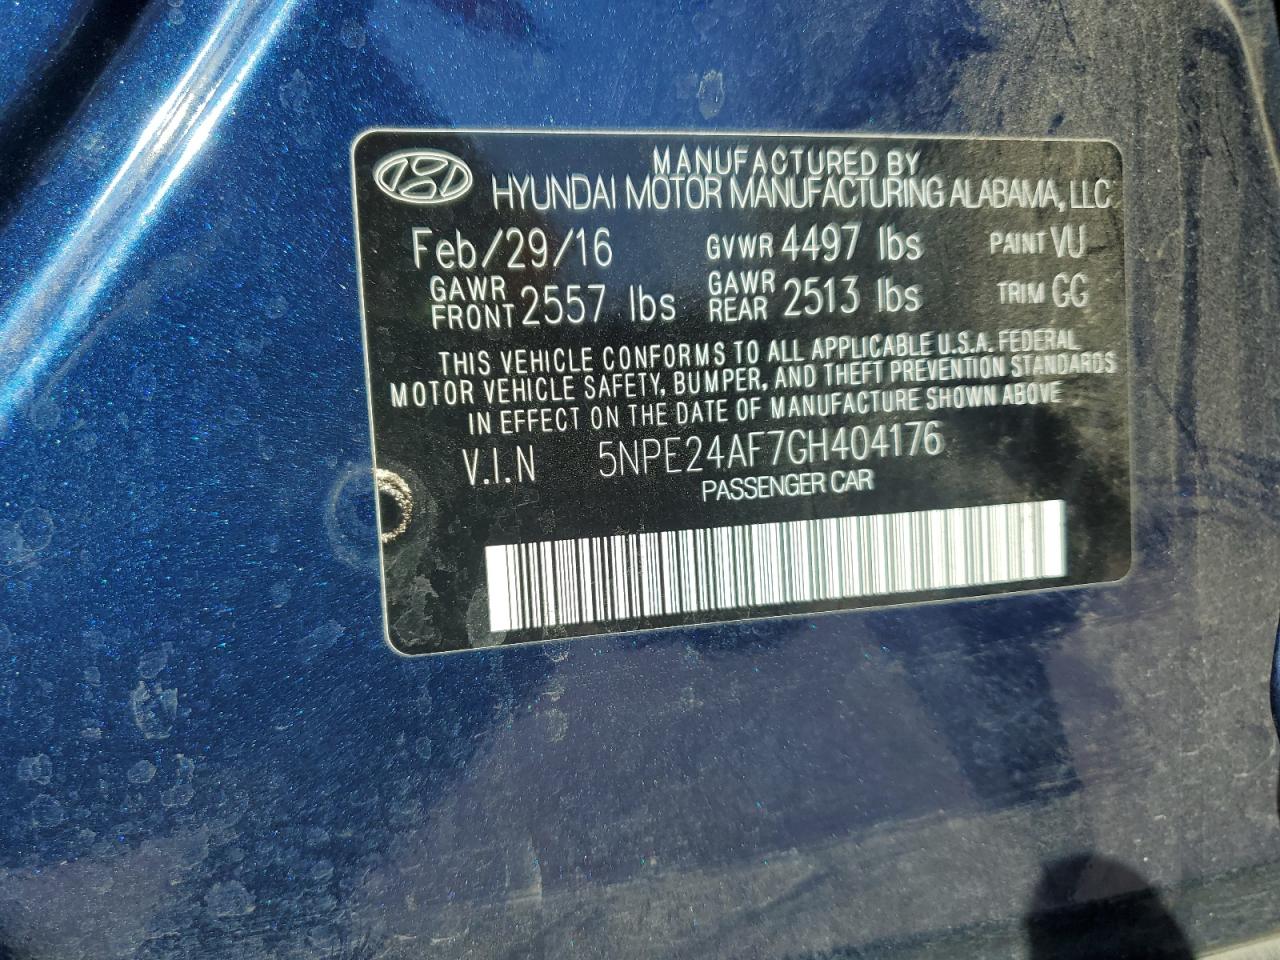 MANUFACTURED BY
HYUNDAI MOTOR MANUFACTURING ALABAMA, LLC
Feb/29/16 GVWR 4497 lbs PAINT VU
GAWR FRONT 2557 lbs GAWR REAR 2513 lbs TRIM GG
THIS VEHICLE CONFORMS TO ALL APPLICABLE U.S.A. FEDERAL
MOTOR VEHICLE SAFETY, BUMPER, AND THEFT PREVENTION STANDARDS
IN EFFECT ON THE DATE OF MANUFACTURE SHOWN ABOVE
V.I.N 5NPE24AF7GH404176
PASSENGER CAR